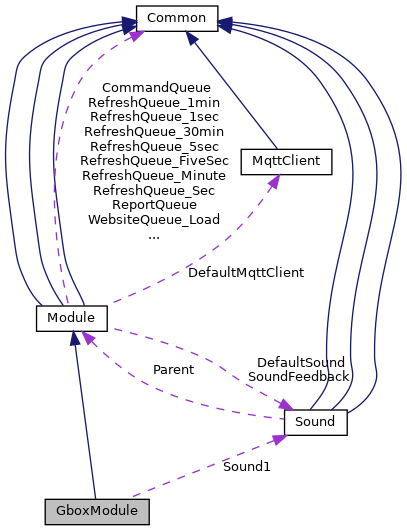 Common
CommandQueue
RefreshQueue_1min
RefreshQueue_1sec
RefreshQueue_30min
RefreshQueue_5sec
RefreshQueue_FiveSec
RefreshQueue_Minute
RefreshQueue_Sec
ReportQueue
WebsiteQueue_Load
...
MqttClient
DefaultMqttClient
Module
DefaultSound
SoundFeedback
Parent
Sound
Sound1
GboxModule